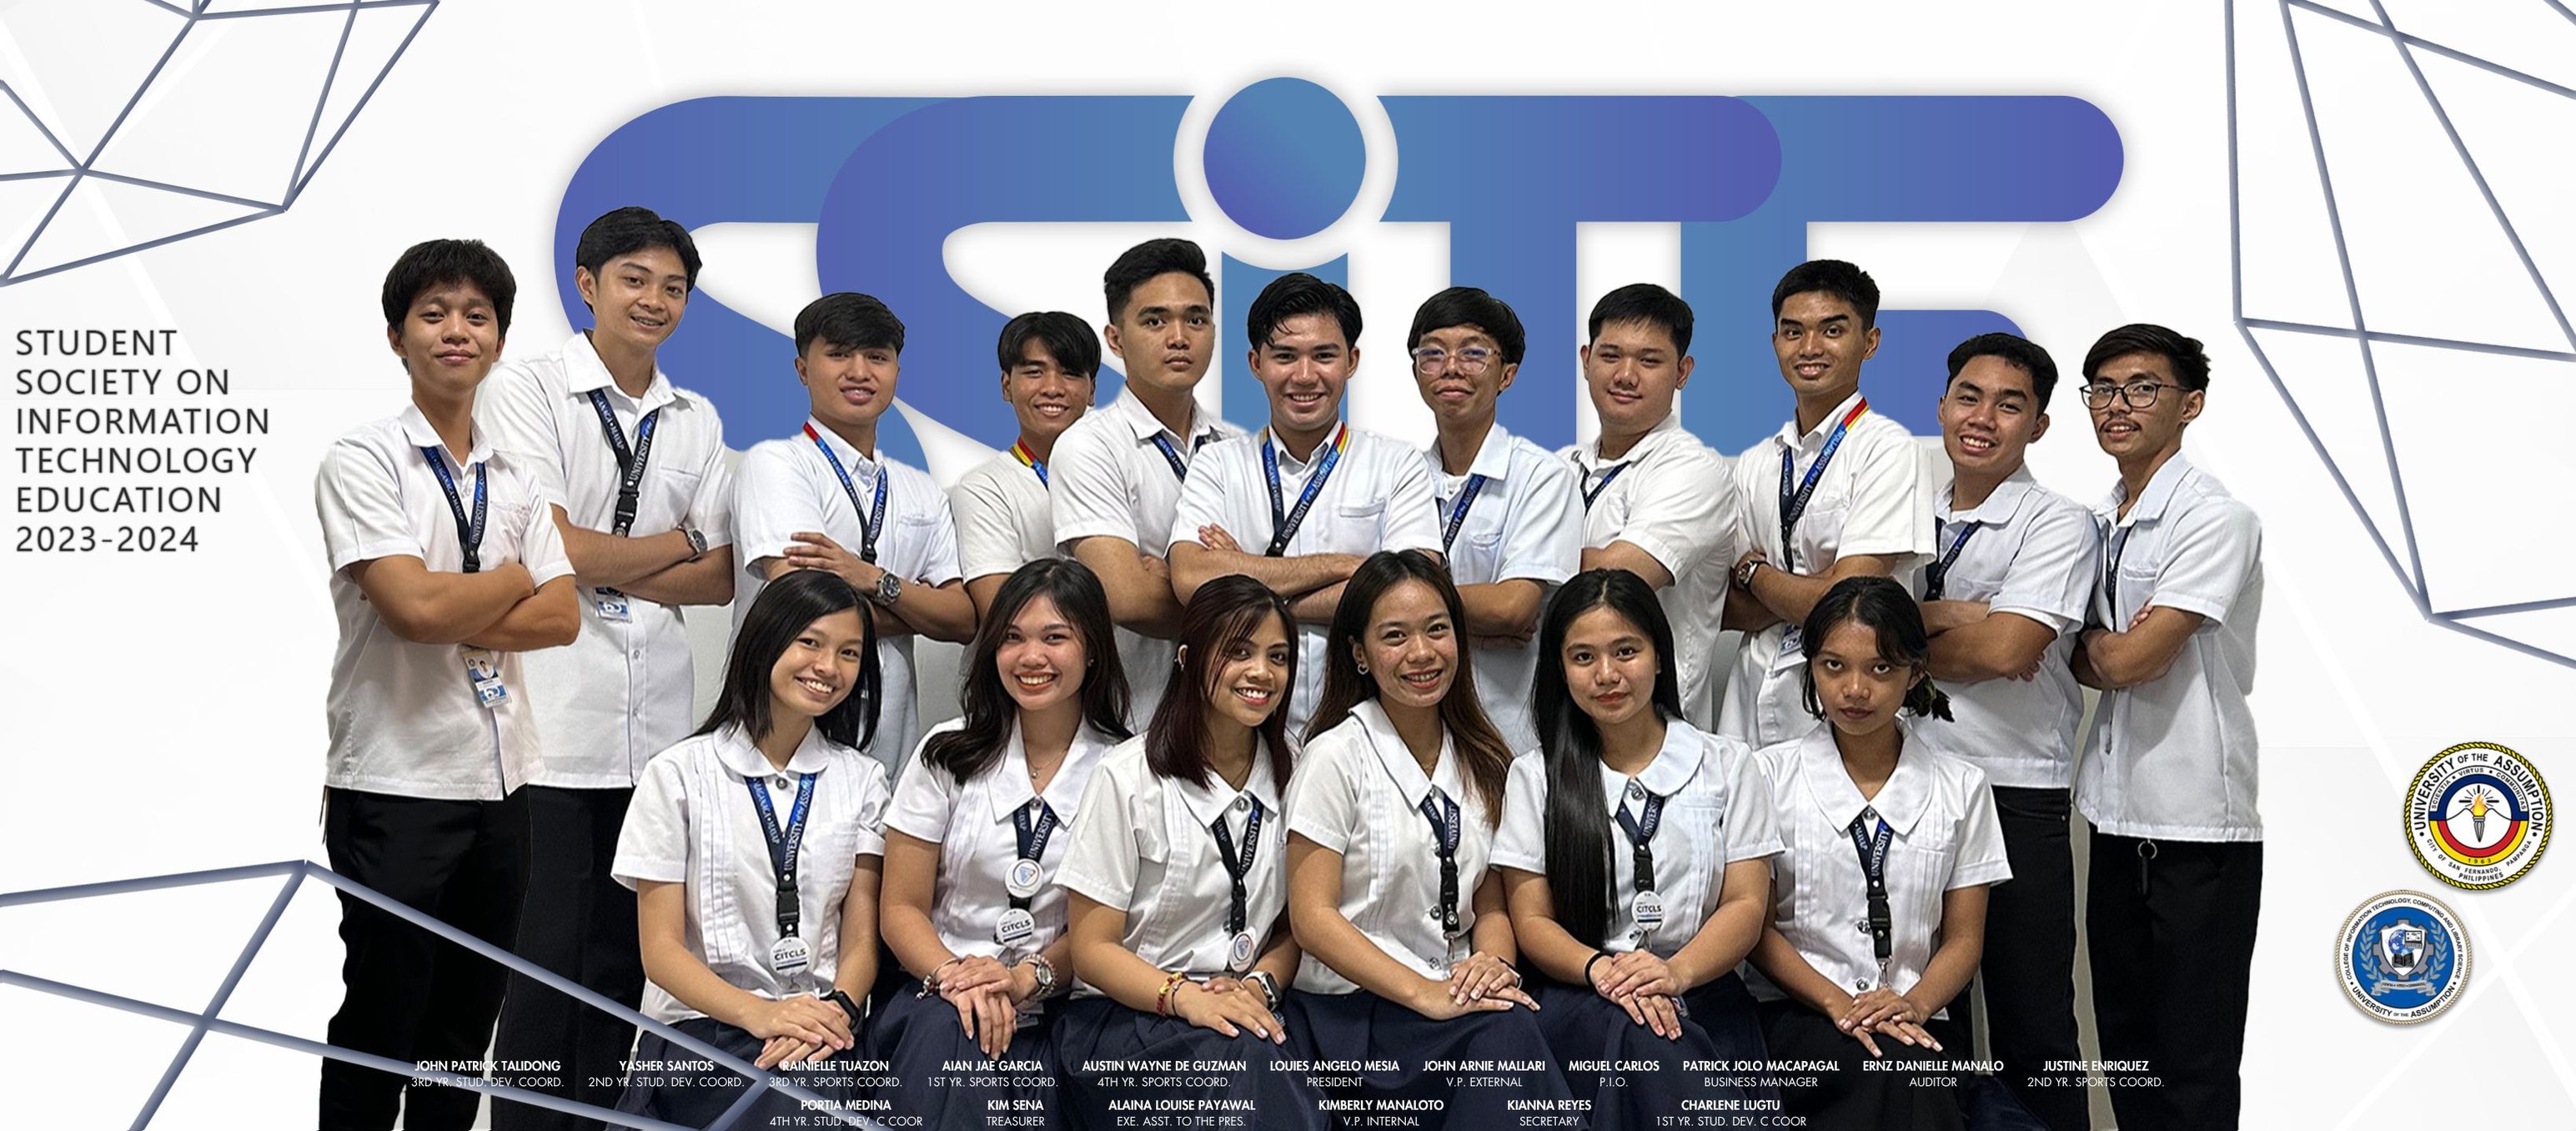 SSiTE
STUDENT
SOCIETY ON
INFORMATION
TECHNOLOGY
EDUCATION
2023-2024
UNIVERSITY OF THE ASSUMPTION
SCIENTIA • VIRTUS • COMMUNITAS
1963
CITY OF SAN FERNANDO, PAMPANGA
PHILIPPINES
COLLEGE OF INFORMATION TECHNOLOGY, COMPUTING AND LIBRARY SCIENCE
UNIVERSITY OF THE ASSUMPTION
UNIVERSITY of the ASSUMPTION
CITCLS
CITCLS
CITCLS
JOHN PATRICK TALIDONG YASHER SANTOS RAINIELLE TUAZON AIAN JAE GARCIA AUSTIN WAYNE DE GUZMAN LOUIES ANGELO MESIA JOHN ARNIE MALLARI MIGUEL CARLOS PATRICK JOLO MACAPAGAL ERNZ DANIELLE MANALO JUSTINE ENRIQUEZ
3RD YR. STUD. DEV. COORD. 2ND YR. STUD. DEV. COORD. 3RD YR. SPORTS COORD. 1ST YR. SPORTS COORD. 4TH YR. SPORTS COORD. PRESIDENT V.P. EXTERNAL P.I.O. BUSINESS MANAGER AUDITOR 2ND YR. SPORTS COORD.
PORTIA MEDINA KIM SENA ALAINA LOUISE PAYAWAL KIMBERLY MANALOTO KIANNA REYES CHARLENE LUGTU
4TH YR. STUD. DEV. C COOR TREASURER EXE. ASST. TO THE PRES. V.P. INTERNAL SECRETARY 1ST YR. STUD. DEV. C COOR